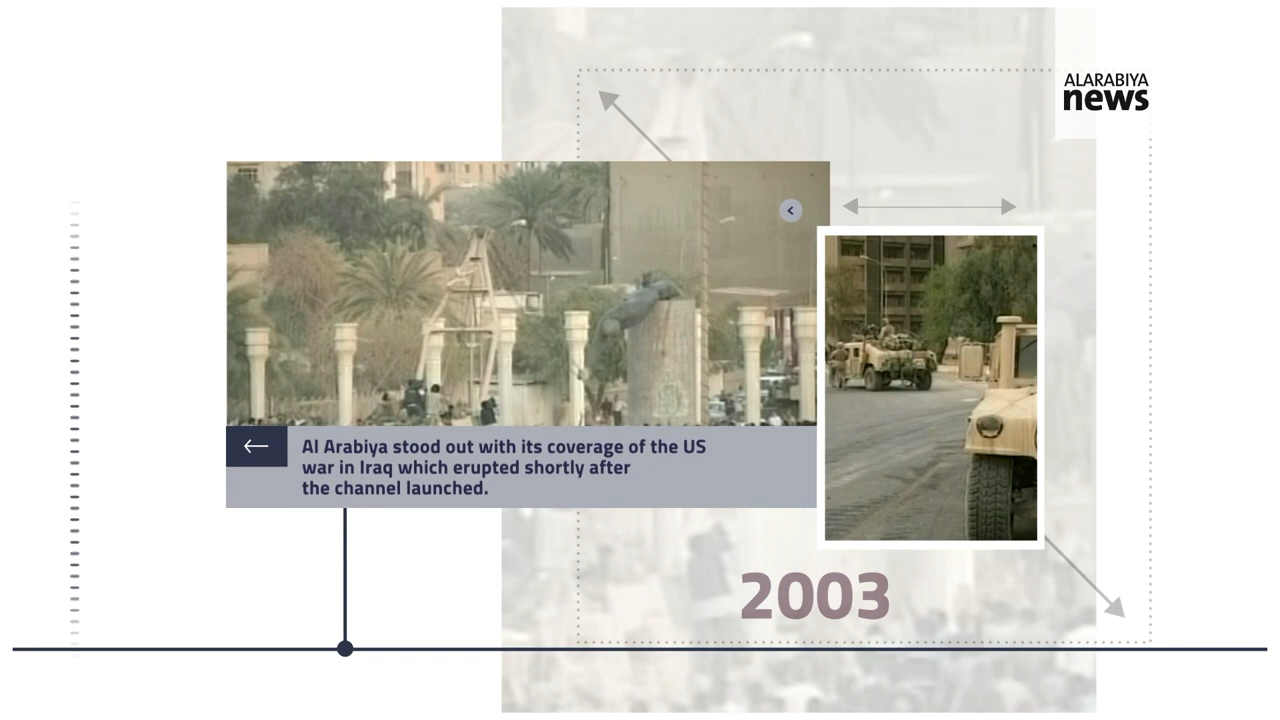 ALARABIYA
news
Al Arabiya stood out with its coverage of the US
war in Iraq which erupted shortly after
the channel launched.
2003